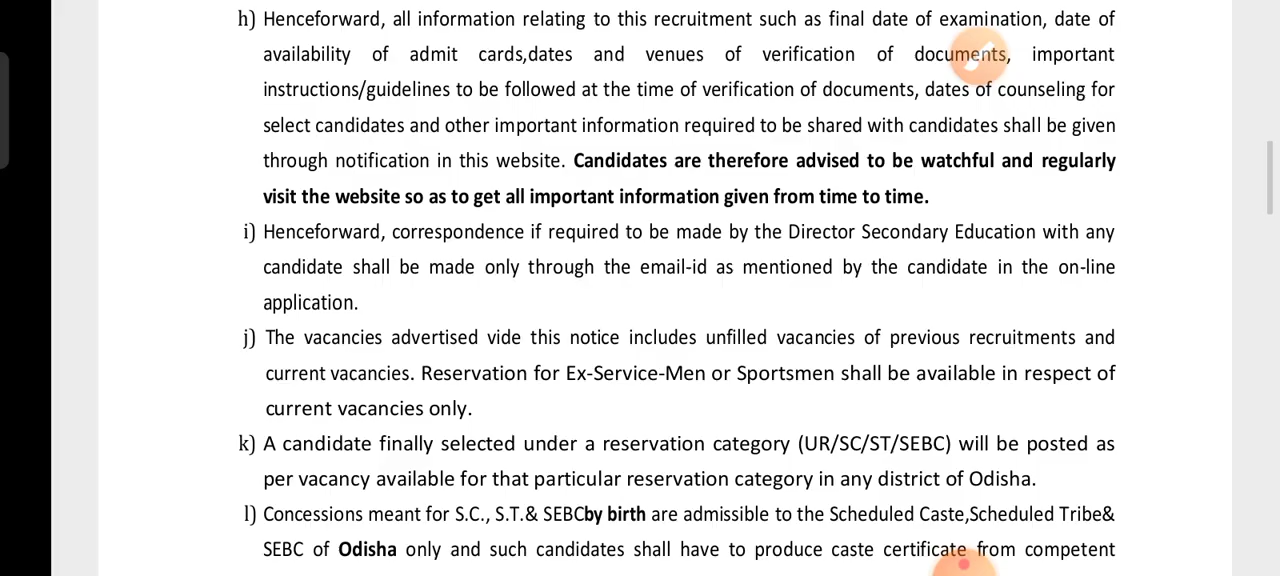 h) Henceforward, all information relating to this recruitment such as final date of examination, date of
availability of admit cards,dates and venues of verification of documents, important
instructions/guidelines to be followed at the time of verification of documents, dates of counseling for
select candidates and other important information required to be shared with candidates shall be given
through notification in this website. Candidates are therefore advised to be watchful and regularly
visit the website so as to get all important information given from time to time.
i) Henceforward, correspondence if required to be made by the Director Secondary Education with any
candidate shall be made only through the email-id as mentioned by the candidate in the on-line
application.
j) The vacancies advertised vide this notice includes unfilled vacancies of previous recruitments and
current vacancies. Reservation for Ex-Service-Men or Sportsmen shall be available in respect of
current vacancies only.
k) A candidate finally selected under a reservation category (UR/SC/ST/SEBC) will be posted as
per vacancy available for that particular reservation category in any district of Odisha.
l) Concessions meant for S.C., S.T.& SEBCby birth are admissible to the Scheduled Caste,Scheduled Tribe&
SEBC of Odisha only and such candidates shall have to produce caste certificate from competent